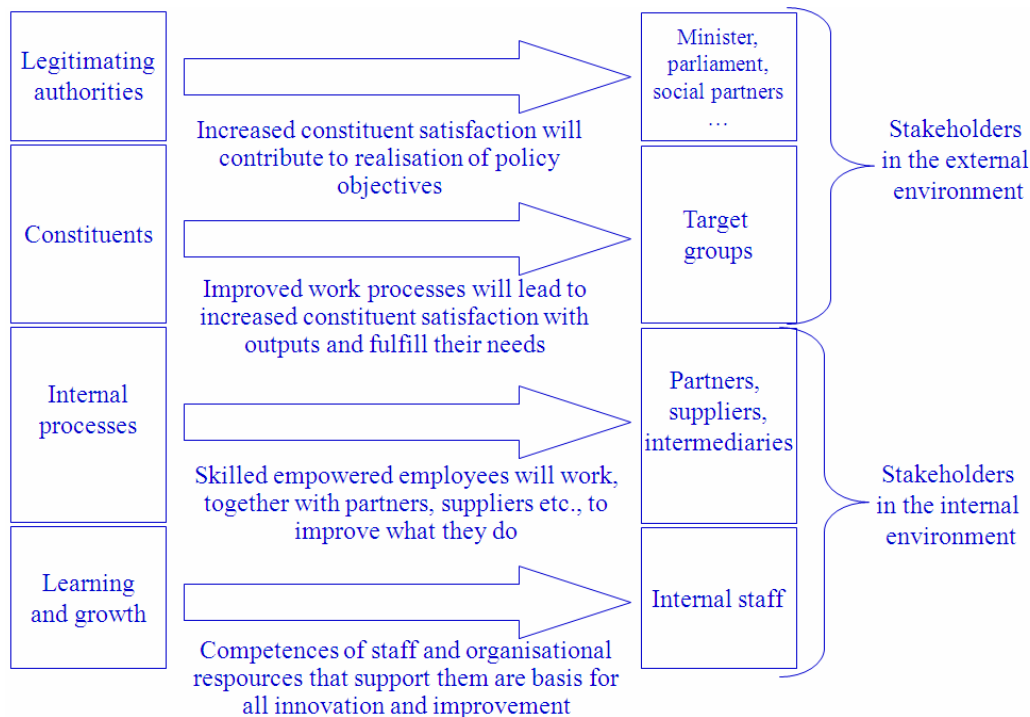 Legitimating
authorities
Minister,
parliament,
social partners
…
Increased constituent satisfaction will
contribute to realisation of policy
objectives
Stakeholders
in the external
environment
Constituents
Target
groups
Improved work processes will lead to
increased constituent satisfaction with
outputs and fulfill their needs
Internal
processes
Partners,
suppliers,
intermediaries
Skilled empowered employees will work,
together with partners, suppliers etc., to
improve what they do
Stakeholders
in the internal
environment
Learning
and growth
Internal staff
Competences of staff and organisational
respources that support them are basis for
all innovation and improvement